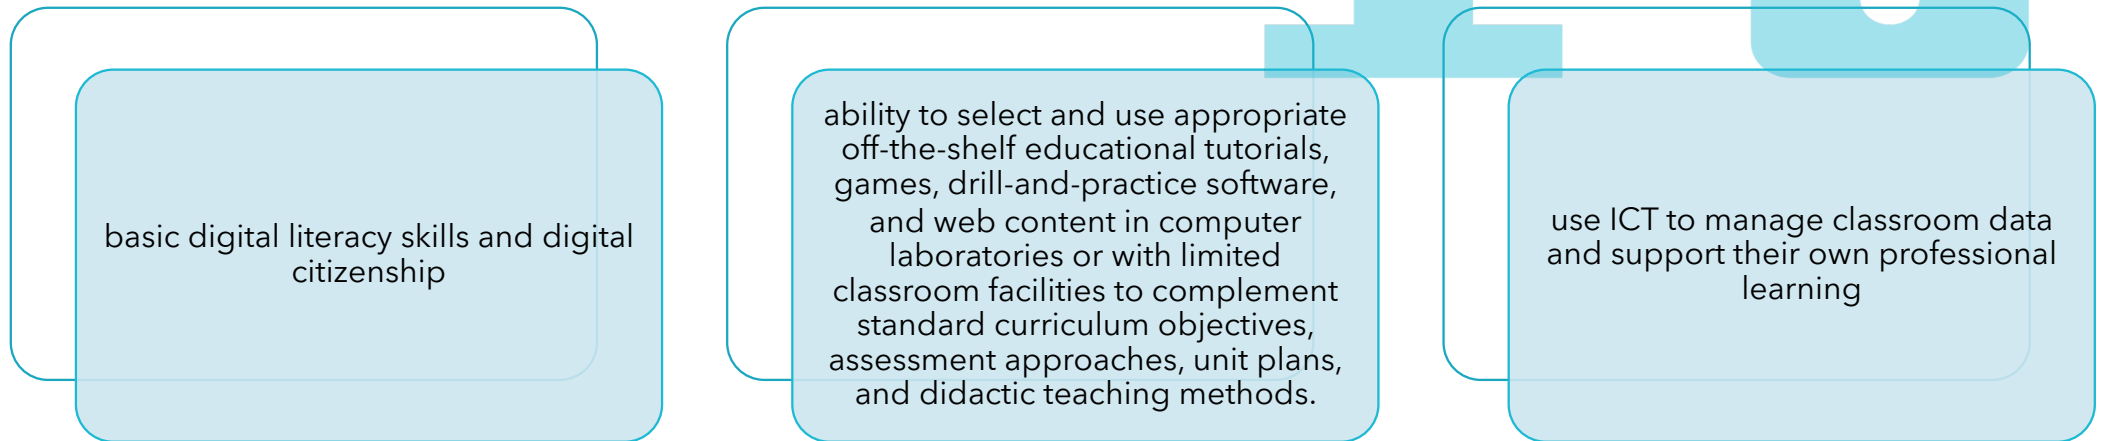 basic digital literacy skills and digital
citizenship
ability to select and use appropriate
off-the-shelf educational tutorials,
games, drill-and-practice software,
and web content in computer
laboratories or with limited
classroom facilities to complement
standard curriculum objectives,
assessment approaches, unit plans,
and didactic teaching methods.
use ICT to manage classroom data
and support their own professional
learning